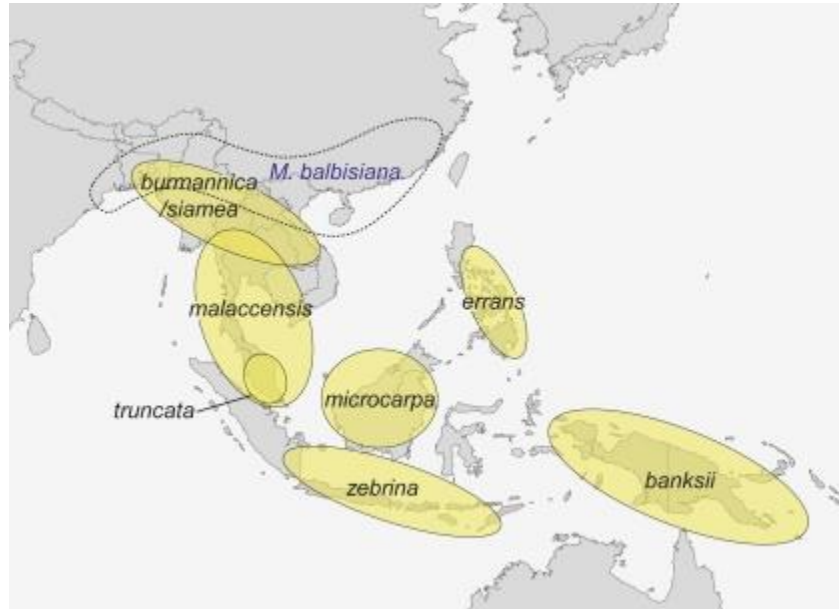 M. balbisiana
burmannica
/siamea
malaccensis
errans
truncata
microcarpa
zebrina
banksii